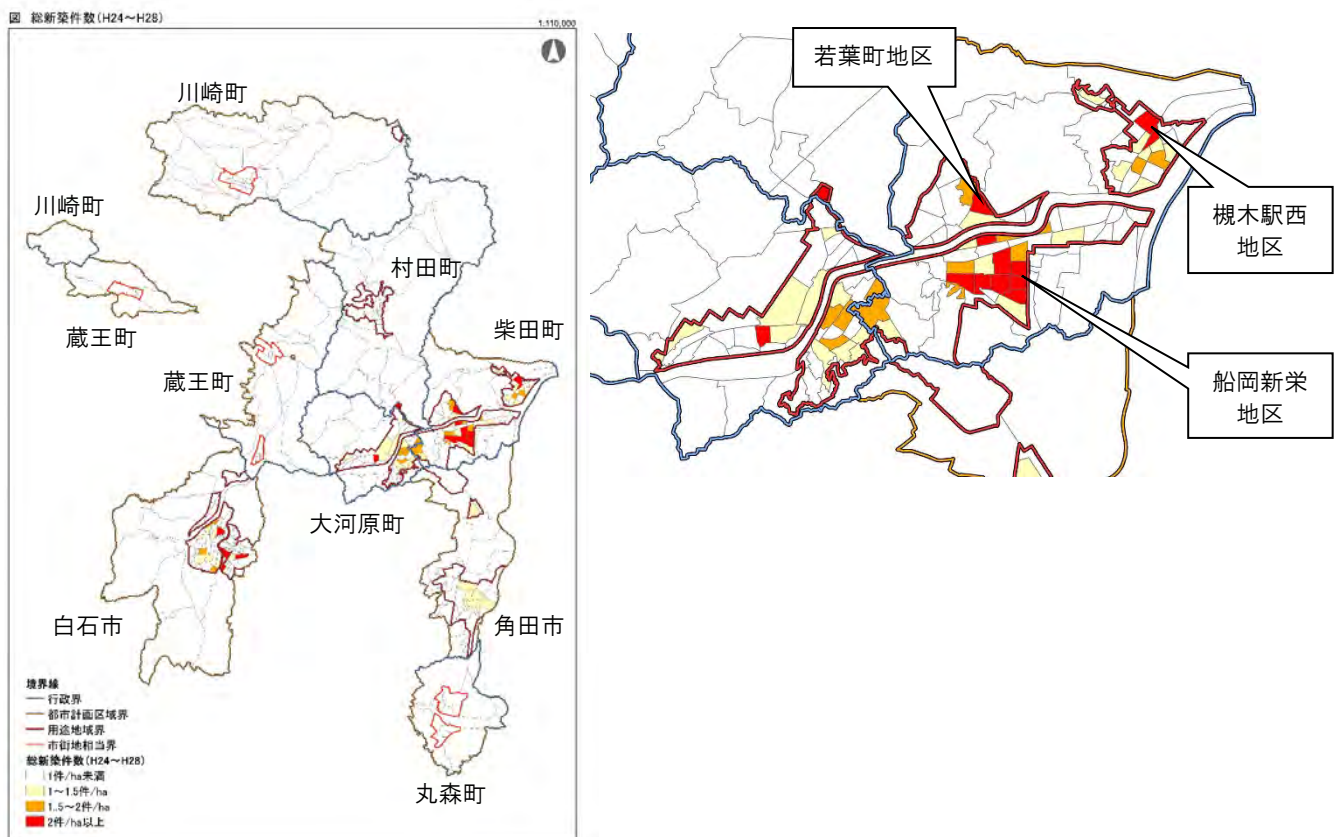 図 総新築件数(H24～H28)
1:110,000
川崎町
川崎町
村田町
蔵王町
柴田町
蔵王町
大河原町
白石市
角田市
丸森町
境界線
行政界
都市計画区域界
用途地域界
市街地相当界
総新築件数(H24～H28)
1件/ha未満
1～1.5件/ha
1.5～2件/ha
2件/ha以上
若葉町地区
槻木駅西
地区
船岡新栄
地区